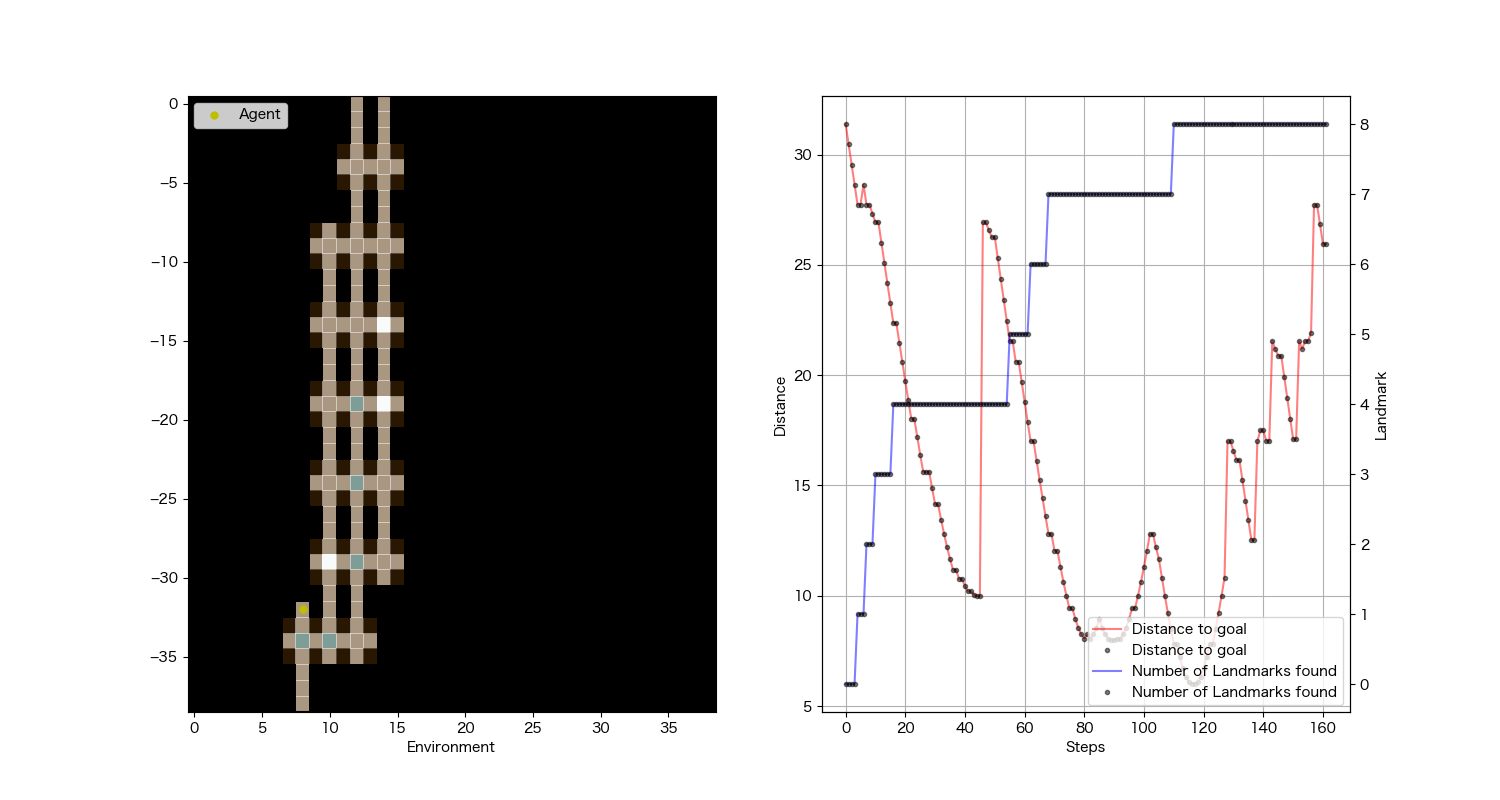 Agent
0
−5
−10
−15
−20
−25
−30
−35
0 5 10 15 20 25 30 35
Environment
Distance
30
25
20
15
10
5
0 20 40 60 80 100 120 140 160
Steps
8
7
6
5
4
3
2
1
0
Landmark
Distance to goal
Distance to goal
Number of Landmarks found
Number of Landmarks found